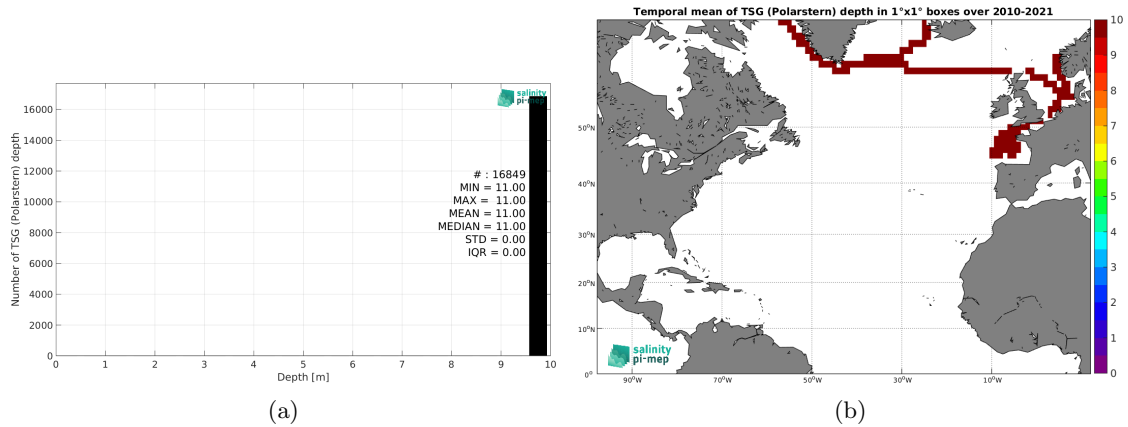 Temporal mean of TSG (Polarstern) depth in 1°x1° boxes over 2010-2021
salinity
pi-mep
Number of TSG (Polarstern) depth
16000
14000
12000
10000
8000
6000
4000
2000
0
# : 16849
MIN = 11.00
MAX = 11.00
MEAN = 11.00
MEDIAN = 11.00
STD = 0.00
IQR = 0.00
0 1 2 3 4 5 6 7 8 9 10
Depth [m]
(a)
50°N
40°N
30°N
20°N
10°N
0°
90°W 70°W 50°W 30°W 10°W
salinity
pi-mep
10
9
8
7
6
5
4
3
2
1
0
(b)